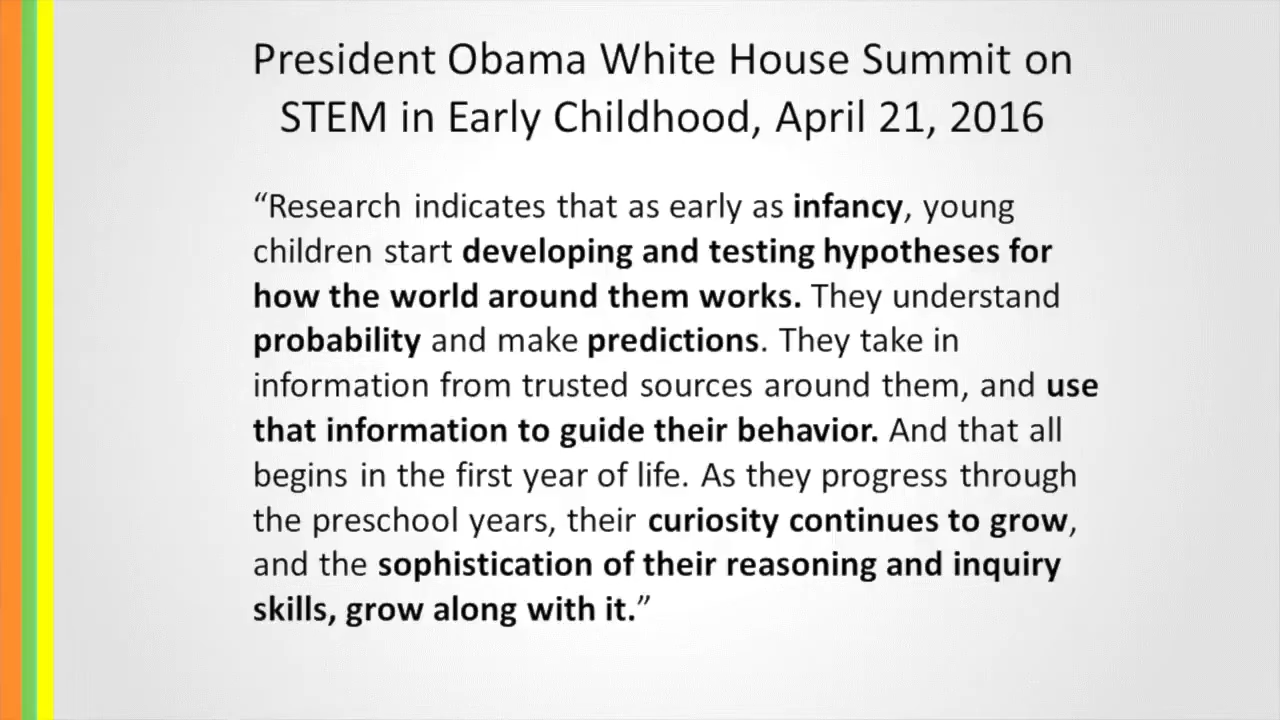 President Obama White House Summit on
STEM in Early Childhood, April 21, 2016
“Research indicates that as early as infancy, young
children start developing and testing hypotheses for
how the world around them works. They understand
probability and make predictions. They take in
information from trusted sources around them, and use
that information to guide their behavior. And that all
begins in the first year of life. As they progress through
the preschool years, their curiosity continues to grow,
and the sophistication of their reasoning and inquiry
skills, grow along with it.”